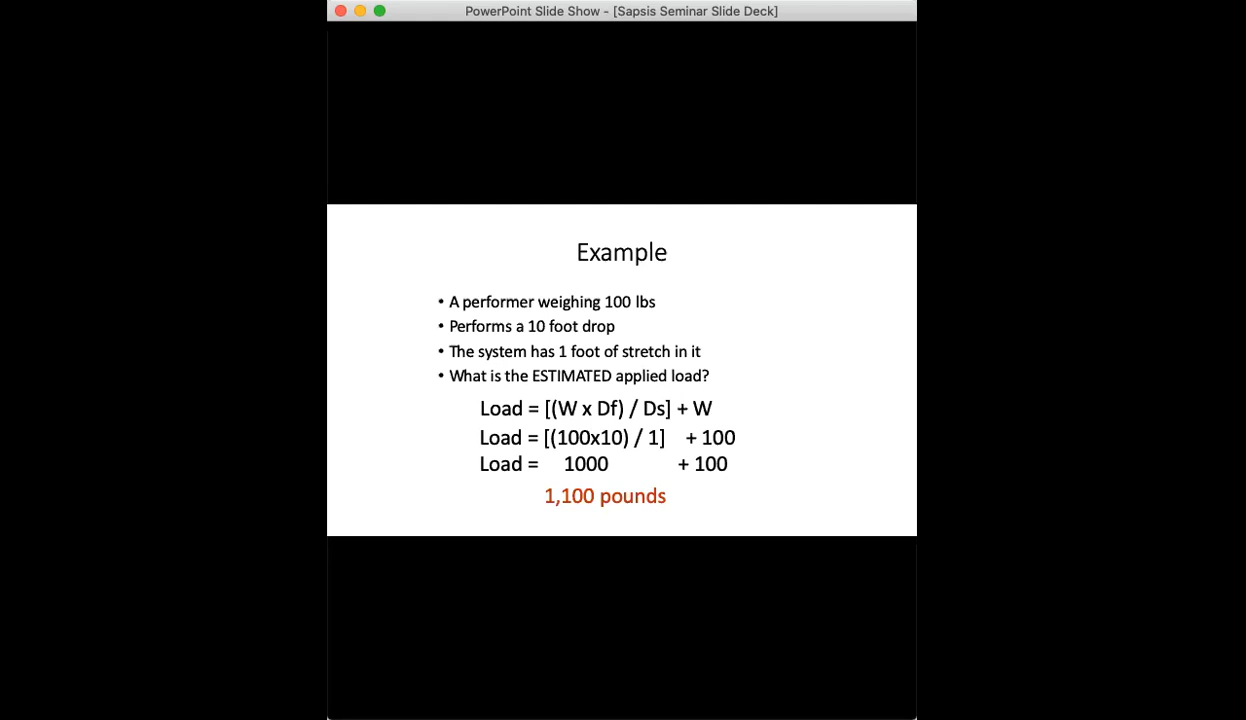 PowerPoint Slide Show - [Sapsis Seminar Slide Deck]
Example
• A performer weighing 100 lbs
• Performs a 10 foot drop
• The system has 1 foot of stretch in it
• What is the ESTIMATED applied load?
Load = [(W x Df) / Ds] + W
Load = [(100x10) / 1] + 100
Load = 1000 + 100
1,100 pounds